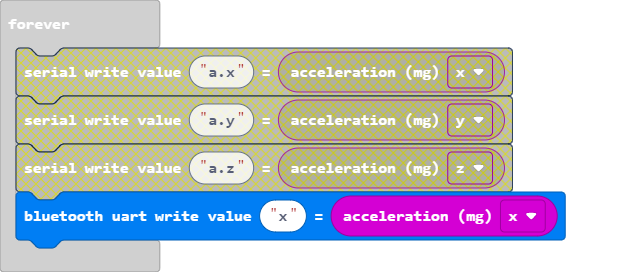 forever
serial write value "a.x" = acceleration (mg) x
serial write value "a.y" = acceleration (mg) y
serial write value "a.z" = acceleration (mg) z
bluetooth uart write value "x" = acceleration (mg) x